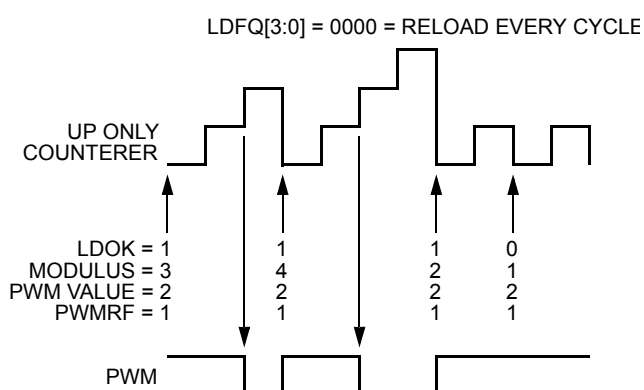 LDFQ[3:0] = 0000 = RELOAD EVERY CYCLE
UP ONLY
COUNTERER
LDOK = 1 1 1 0
MODULUS = 3 4 2 1
PWM VALUE = 2 2 2 2
PWMRF = 1 1 1 1
PWM